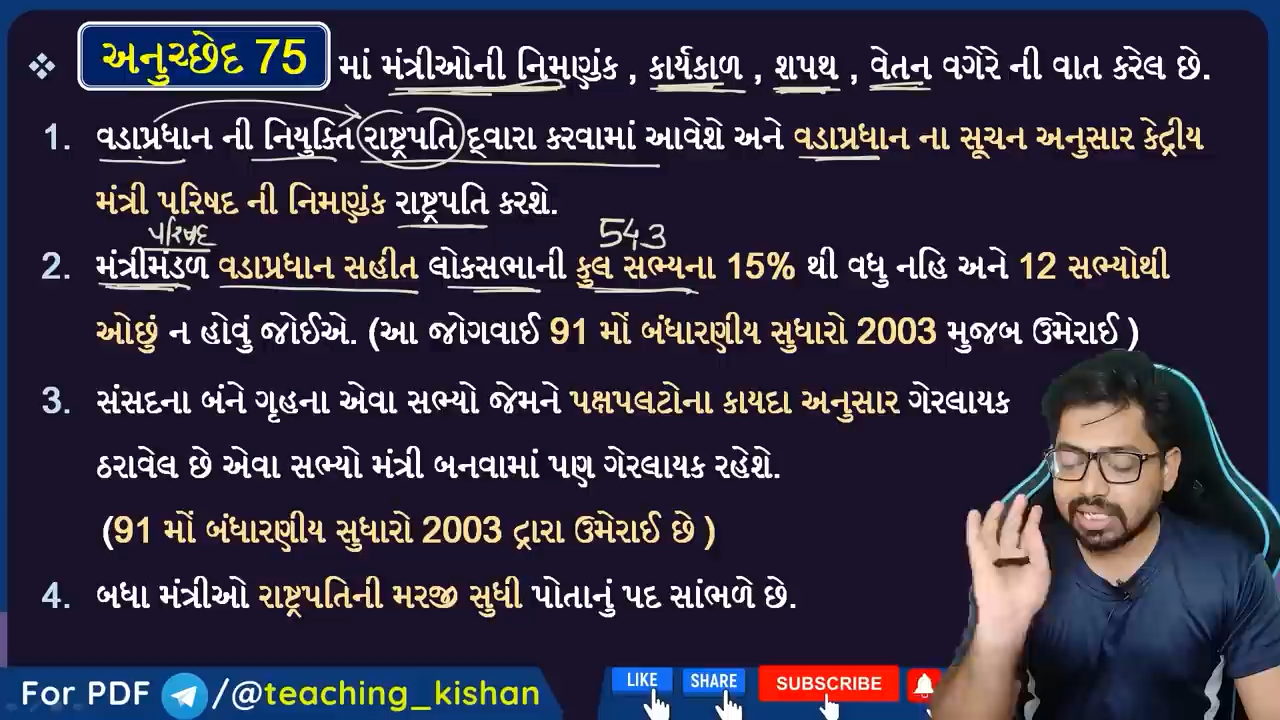 ❖ અનુચ્છેદ 75 માં મંત્રીઓની નિમણુંક , કાર્યકાળ , શપથ , વેતન વગેરે ની વાત કરેલ છે.
1. વડાપ્રધાન ની નિયુક્તિ રાષ્ટ્રપતિ દ્વારા કરવામાં આવેશે અને વડાપ્રધાન ના સૂચન અનુસાર કેટ્રીય
મંત્રી પરિષદ ની નિમણુંક રાષ્ટ્રપતિ કરશે.
પરિષદ 543
2. મંત્રીમંડળ વડાપ્રધાન સહીત લોકસભાની કુલ સભ્યના 15% થી વધુ નહિ અને 12 સભ્યોથી
ઓછું ન હોવું જોઈએ. (આ જોગવાઈ 91 મોં બંધારણીય સુધારો 2003 મુજબ ઉમેરાઈ )
3. સંસદના બંને ગૃહના એવા સભ્યો જેમને પક્ષપલટોના કાયદા અનુસાર ગેરલાયક
ઠરાવેલ છે એવા સભ્યો મંત્રી બનવામાં પણ ગેરલાયક રહેશે.
(91 મોં બંધારણીય સુધારો 2003 દ્રારા ઉમેરાઈ છે )
4. બધા મંત્રીઓ રાષ્ટ્રપતિની મરજી સુધી પોતાનું પદ સાંભળે છે.
For PDF /@teaching_kishan LIKE SHARE SUBSCRIBE